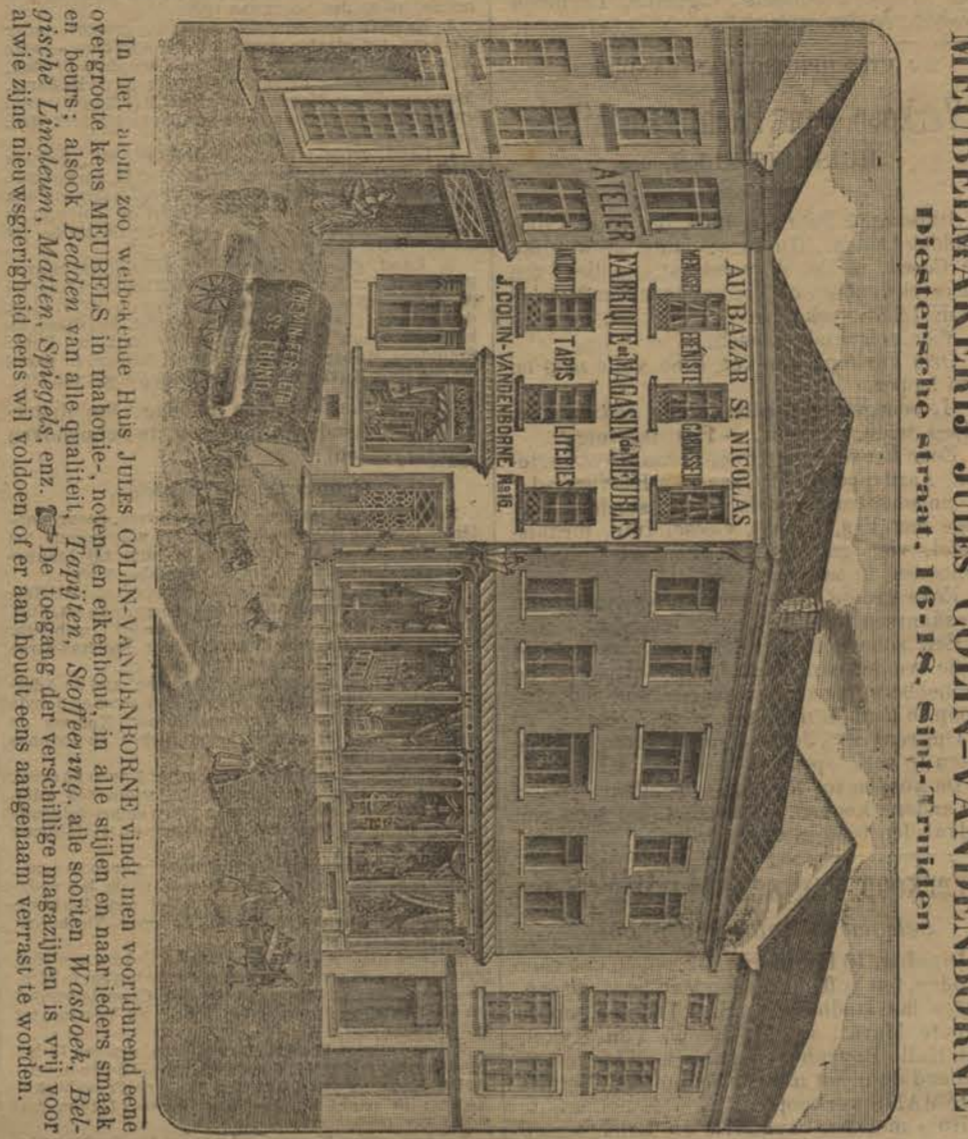 MEUBELMAKERIJ JULES COLIN-VANDENBORNE
Diestersche straat, 16-18, Sint-Truiden
AU BAZAR St NICOLAS
MENUISIER EBÉNISTE GARNISSEUR
FABRIQUE et MAGASIN de MEUBLES
TAPIS LITERIES
J. COLIN-VANDENBORNE No 16.
ATELIER
St TROND
In het alom zoo welbekende Huis JULES COLIN-VANDENBORNE vindt men voortdurend eene
overgroote keus MEUBELS in mahonie-, noten- en eikenhout, in alle stijlen en naar ieders smaak
en beurs; alsook Bedden van alle qualiteit, Tapijten, Stoffeering, alle soorten Wasdoek, Bel-
gische Linoleum, Matten, Spiegels, enz. ☞ De toegang der verschillige magazijnen is vrij voor
alwie zijne nieuwsgierigheid eens wil voldoen of er aan houdt eens aangenaam verrast te worden.